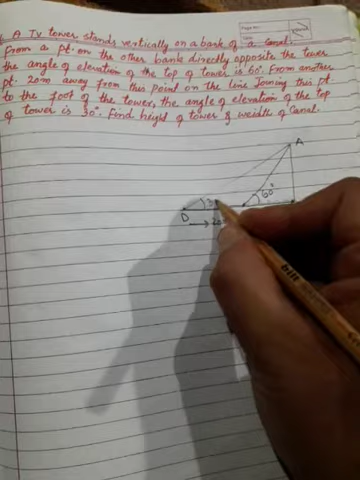 A TV tower stands vertically on a bank of a Canal.
From a pt. on the other bank directly opposite the tower
the angle of elevation of the top of tower is 60°. From another
pt. 20m away from this point on the line Joining this pt
to the foot of the tower, the angle of elevation of the top
of tower is 30°. Find height of tower & width of Canal.
A
60°
D
bilt